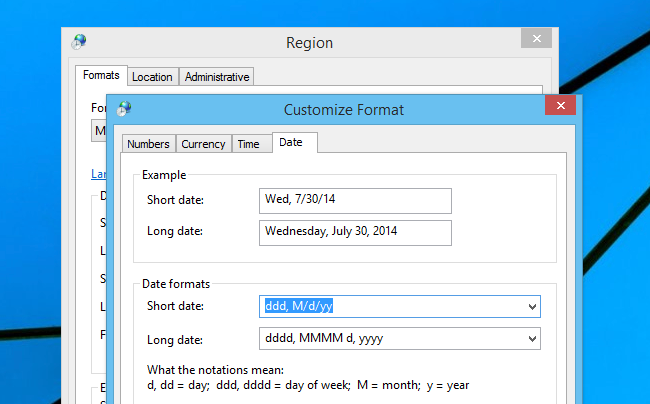 Region
Formats Location Administrative
Customize Format
Numbers Currency Time Date
Example
Short date: Wed, 7/30/14
Long date: Wednesday, July 30, 2014
Date formats
Short date: ddd, M/d/yy
Long date: dddd, MMMM d, yyyy
What the notations mean:
d, dd = day; ddd, dddd = day of week; M = month; y = year